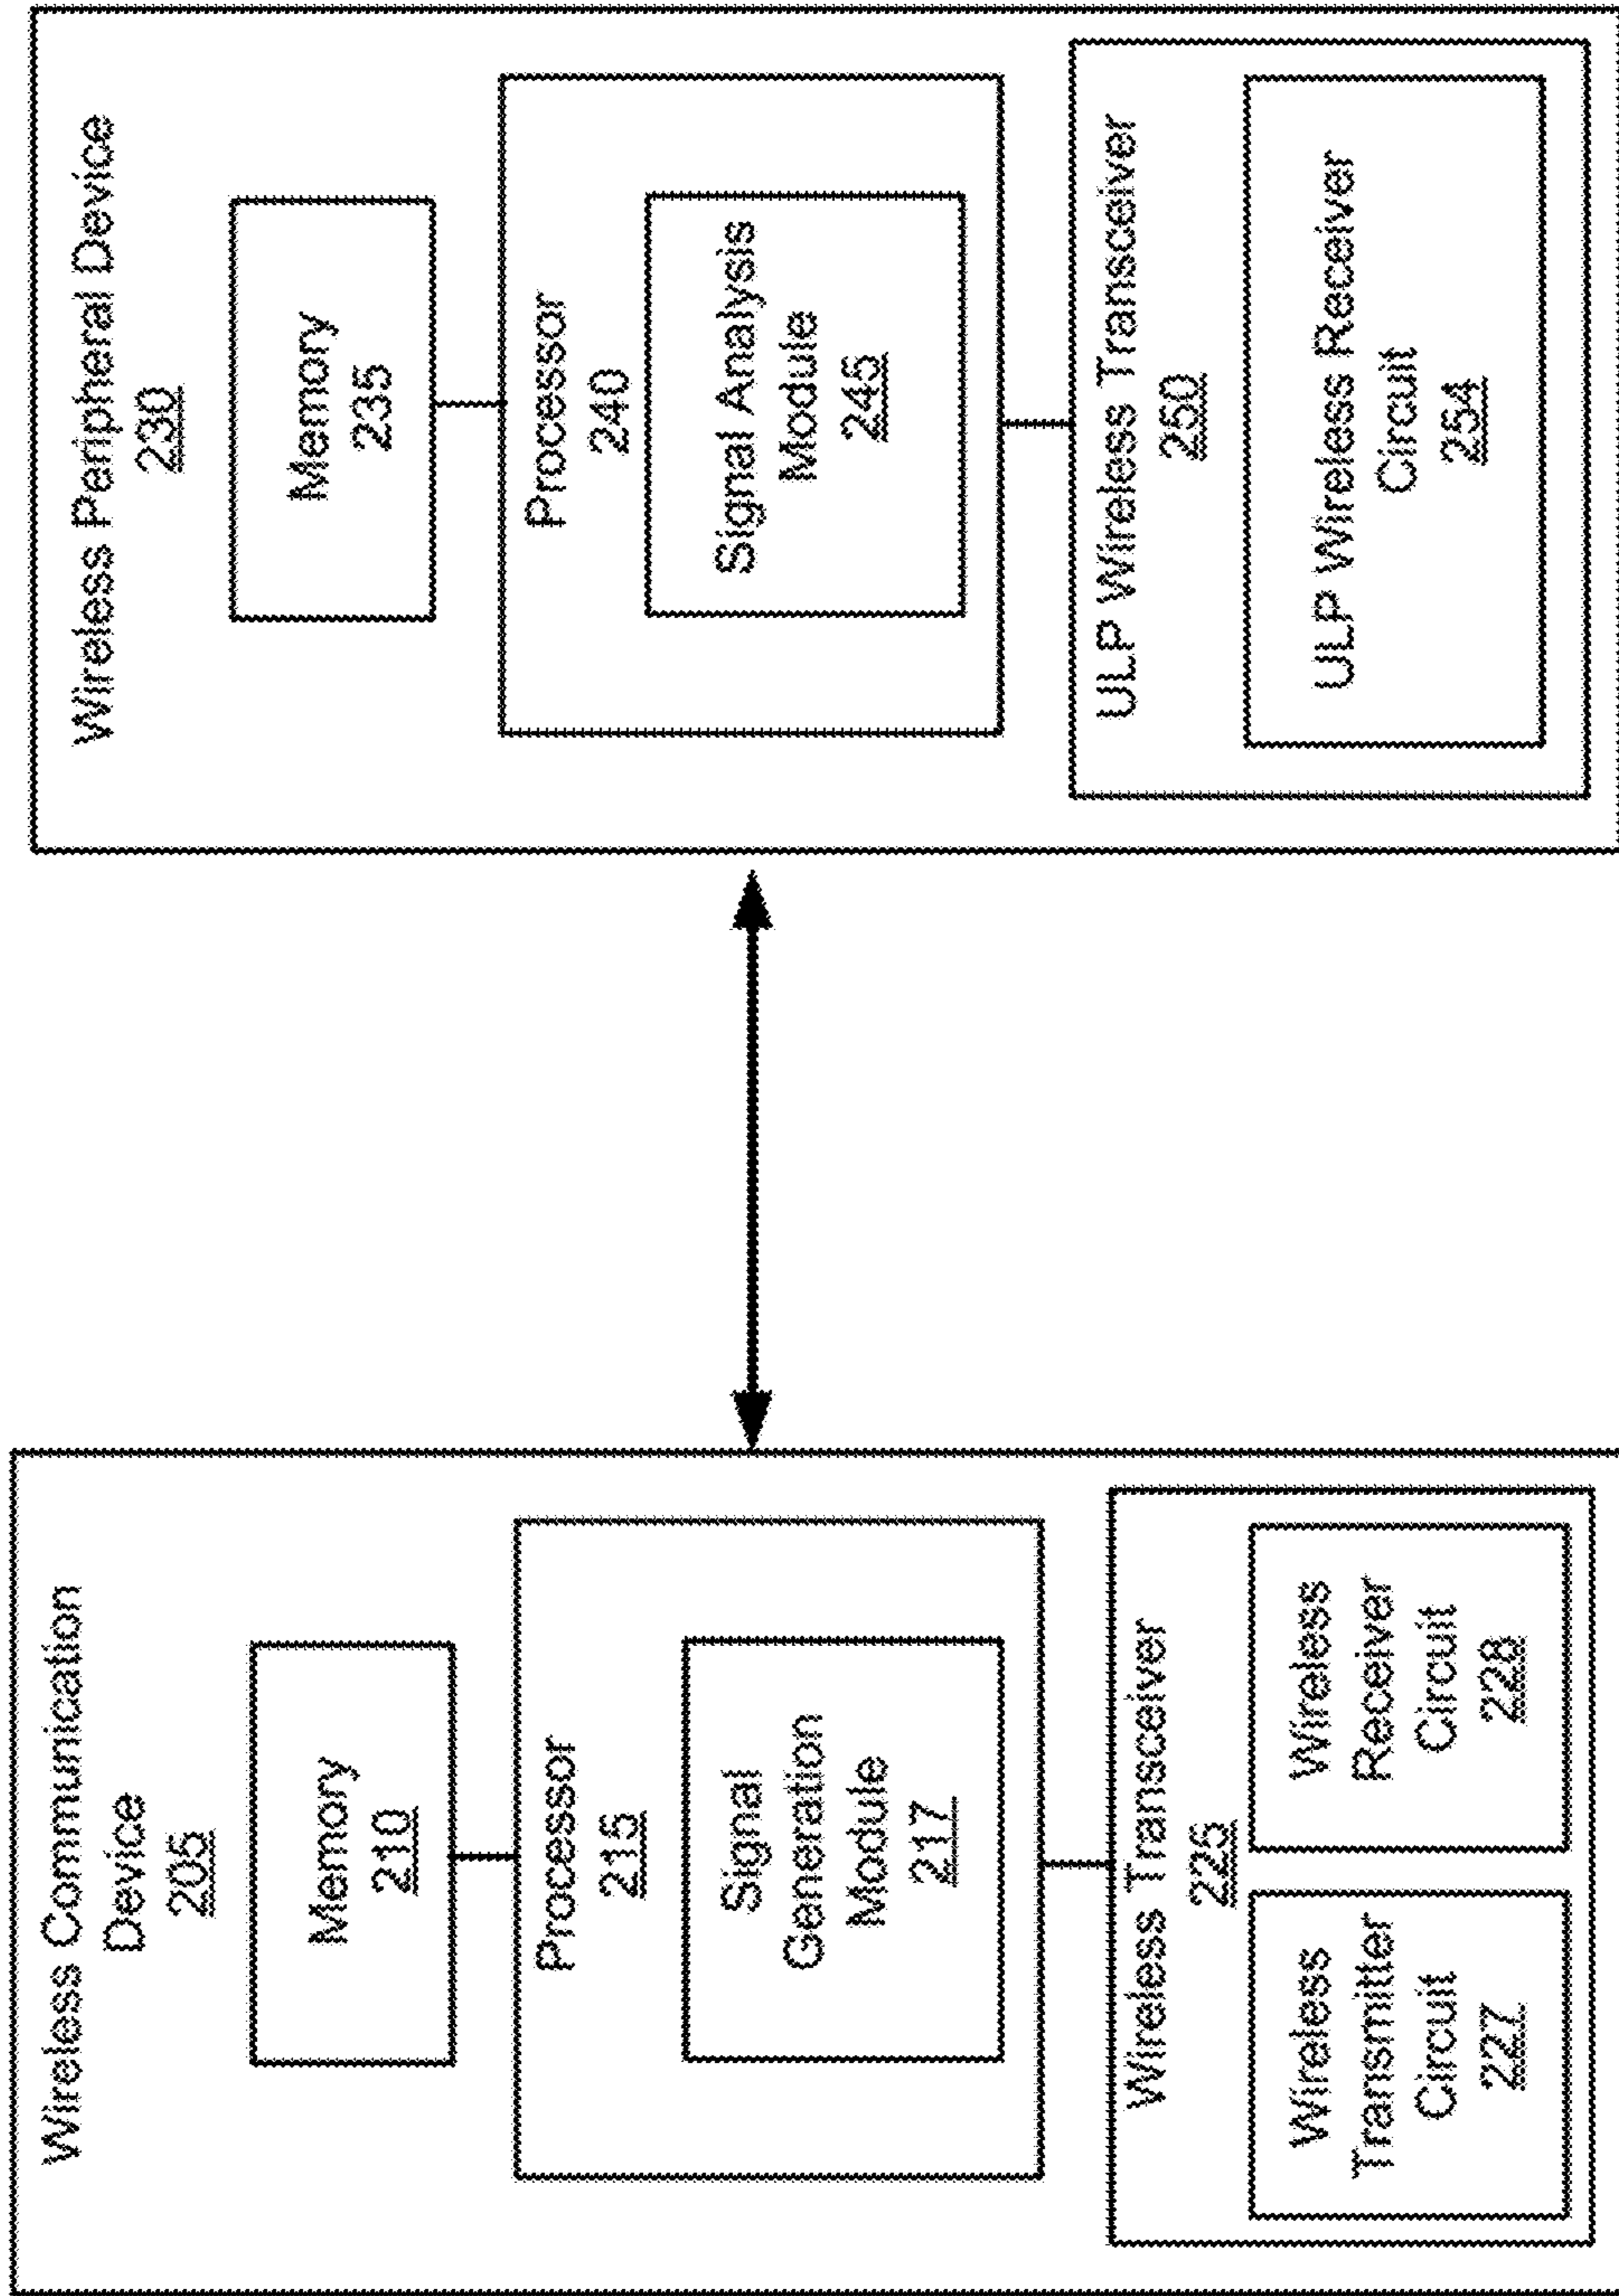 Wireless Communication
Device
205
Memory
210
Processor
215
Signal
Generation
Module
217
Wireless Transceiver
225
Wireless
Transmitter
Circuit
227
Wireless
Receiver
Circuit
228
Wireless Peripheral Device
230
Memory
235
Processor
240
Signal Analysis
Module
245
ULP Wireless Transceiver
250
ULP Wireless Receiver
Circuit
254